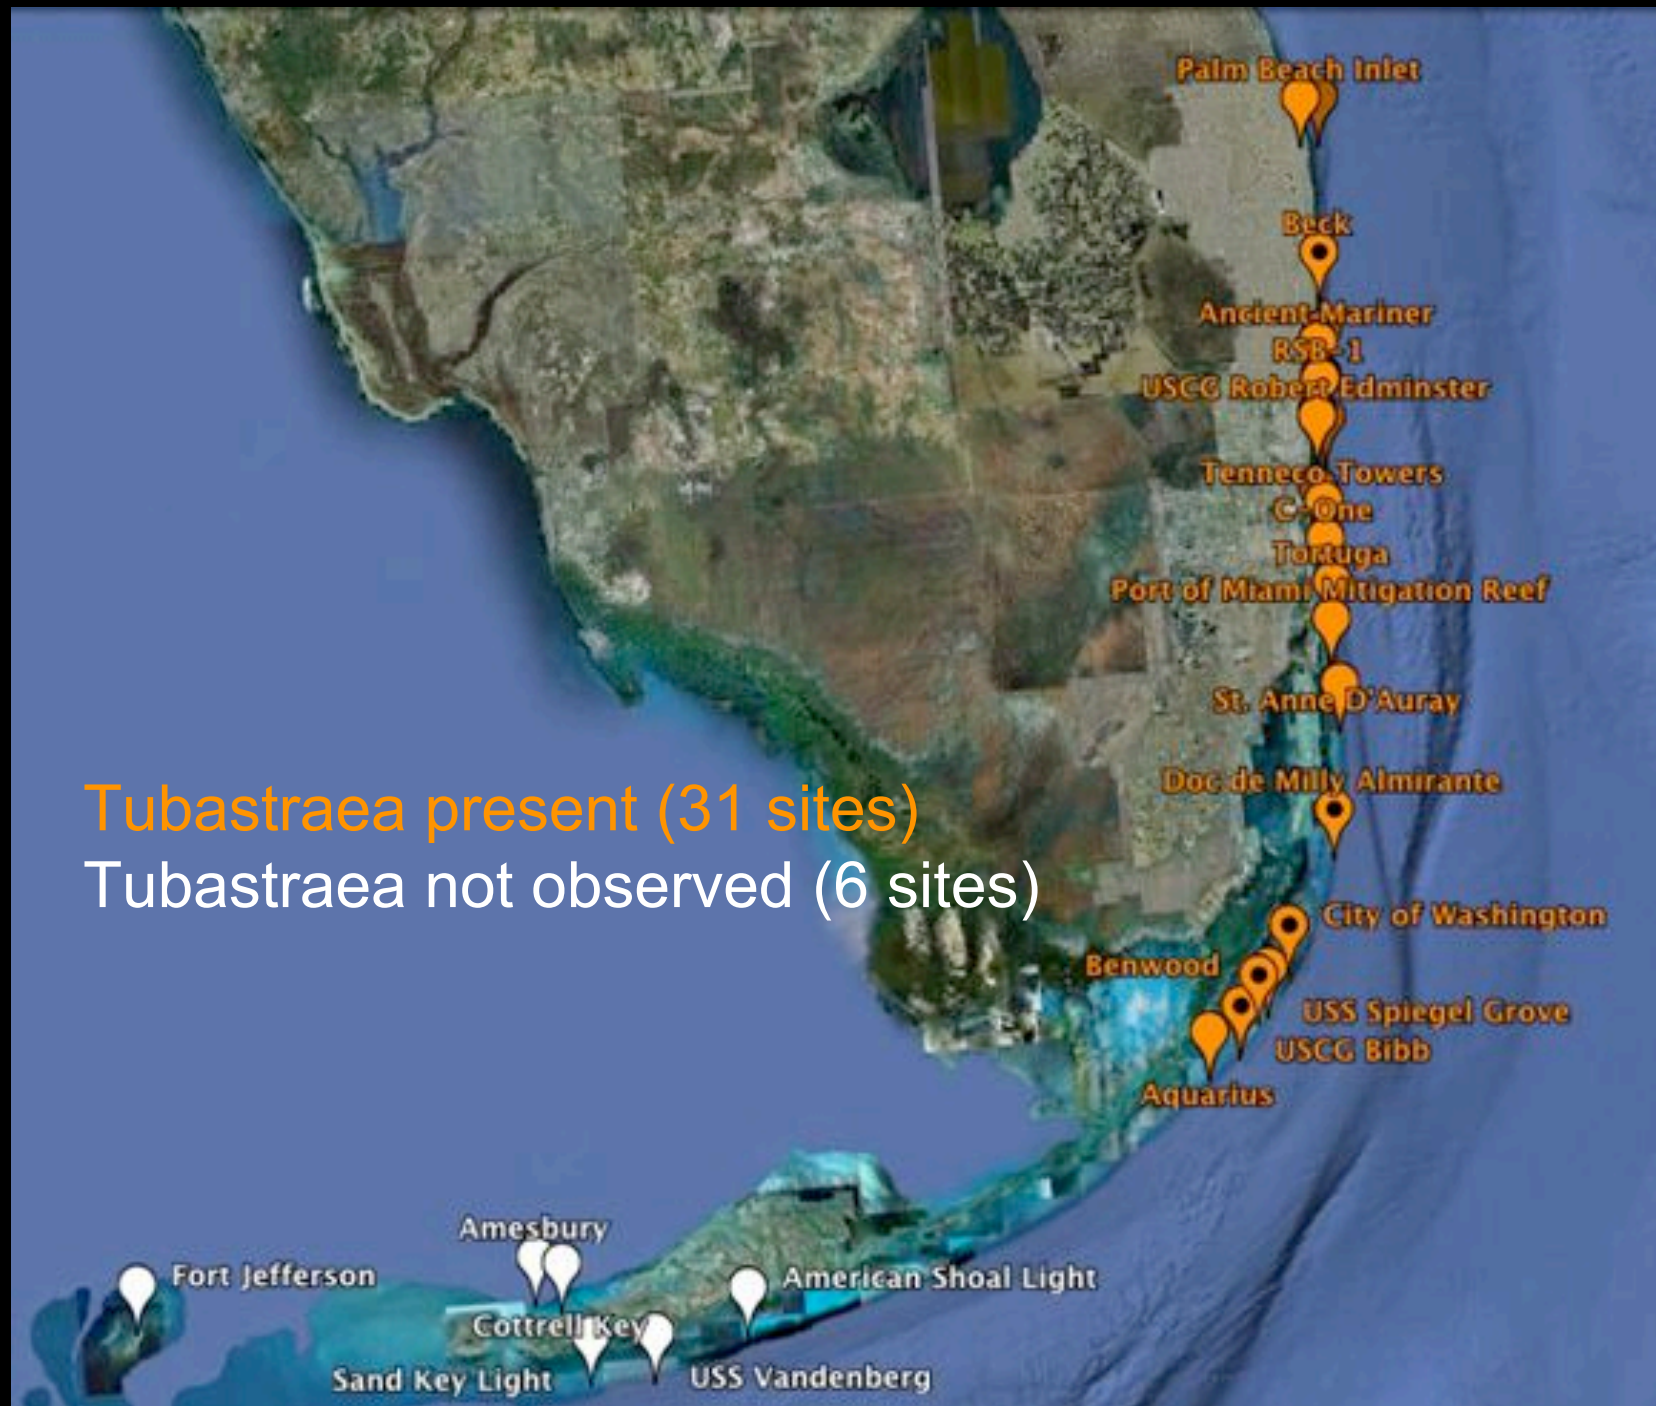 Palm Beach Inlet
Beck
Ancient Mariner
RSB-1
USCG Robert Edminster
Tenneco Towers
C-One
Tortuga
Port of Miami Mitigation Reef
St. Anne D'Auray
Doc de Milly Almirante
Tubastraea present (31 sites)
Tubastraea not observed (6 sites)
City of Washington
Benwood
USS Spiegel Grove
USCG Bibb
Aquarius
Amesbury
Fort Jefferson
American Shoal Light
Cottrell Key
Sand Key Light
USS Vandenberg